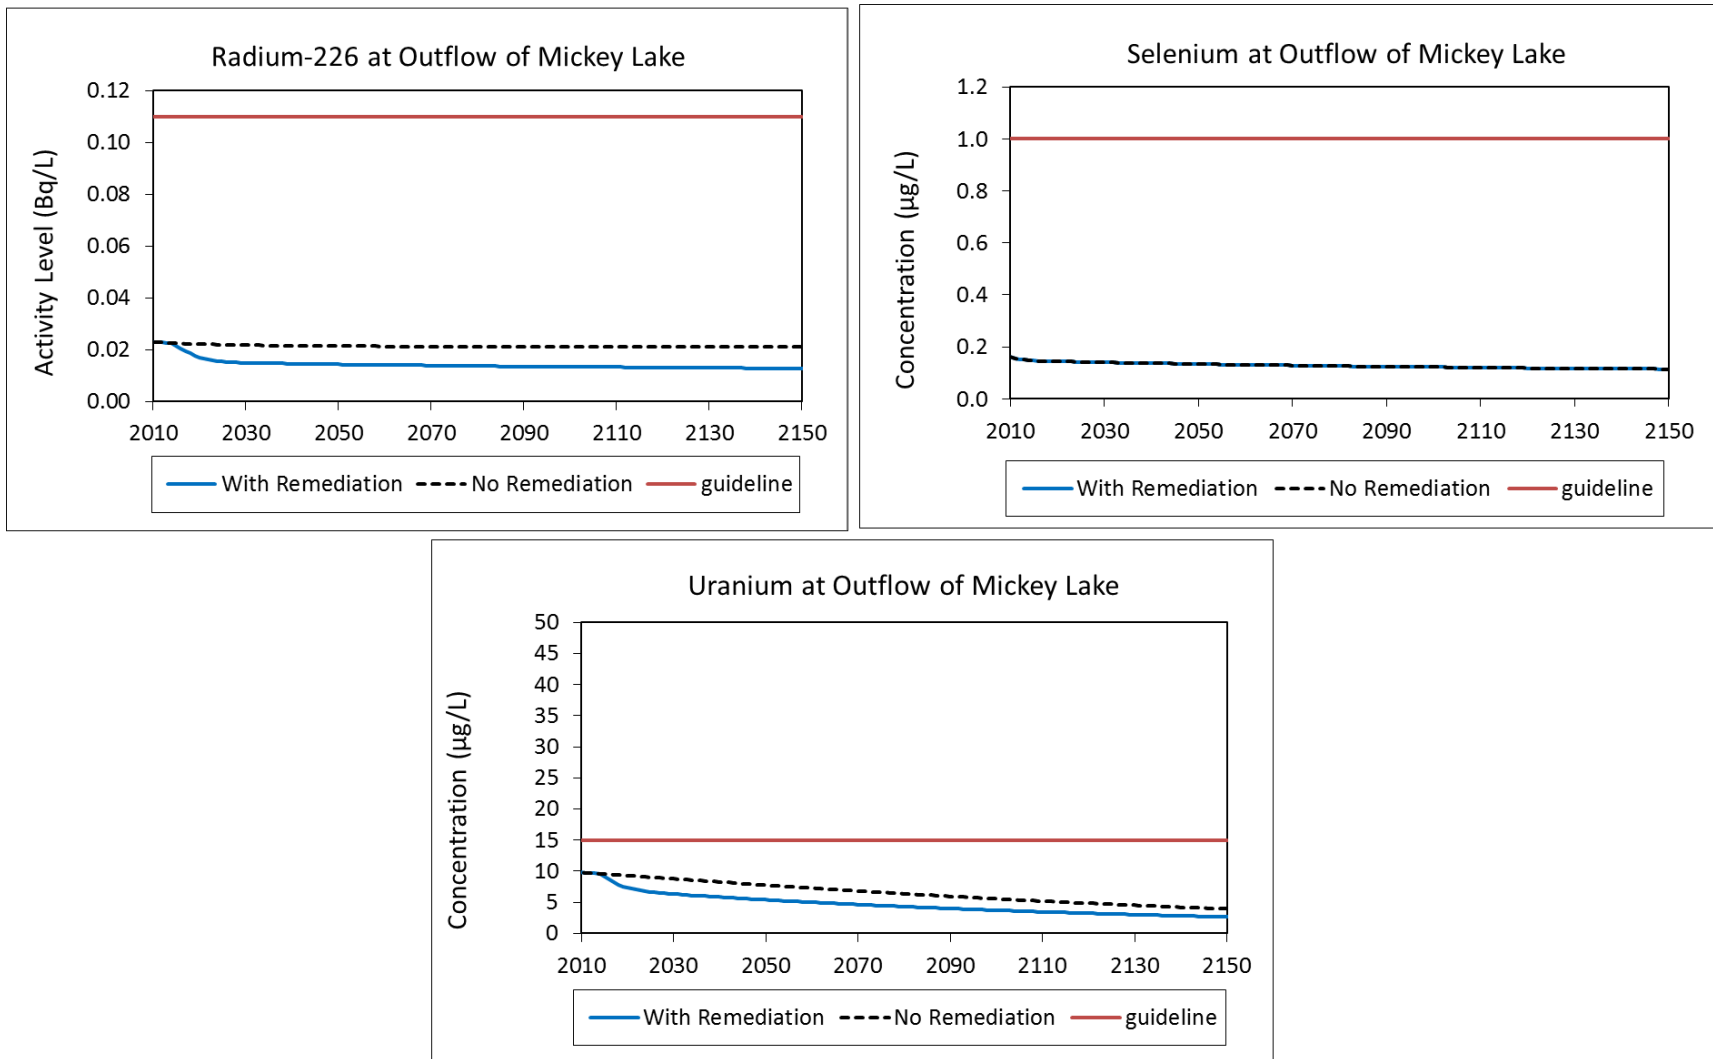 Radium-226 at Outflow of Mickey Lake
Activity Level (Bq/L)
0.12
0.10
0.08
0.06
0.04
0.02
0.00
2010 2030 2050 2070 2090 2110 2130 2150
With Remediation No Remediation guideline
Selenium at Outflow of Mickey Lake
Concentration (µg/L)
1.2
1.0
0.8
0.6
0.4
0.2
0.0
2010 2030 2050 2070 2090 2110 2130 2150
With Remediation No Remediation guideline
Uranium at Outflow of Mickey Lake
Concentration (µg/L)
50
45
40
35
30
25
20
15
10
5
0
2010 2030 2050 2070 2090 2110 2130 2150
With Remediation No Remediation guideline